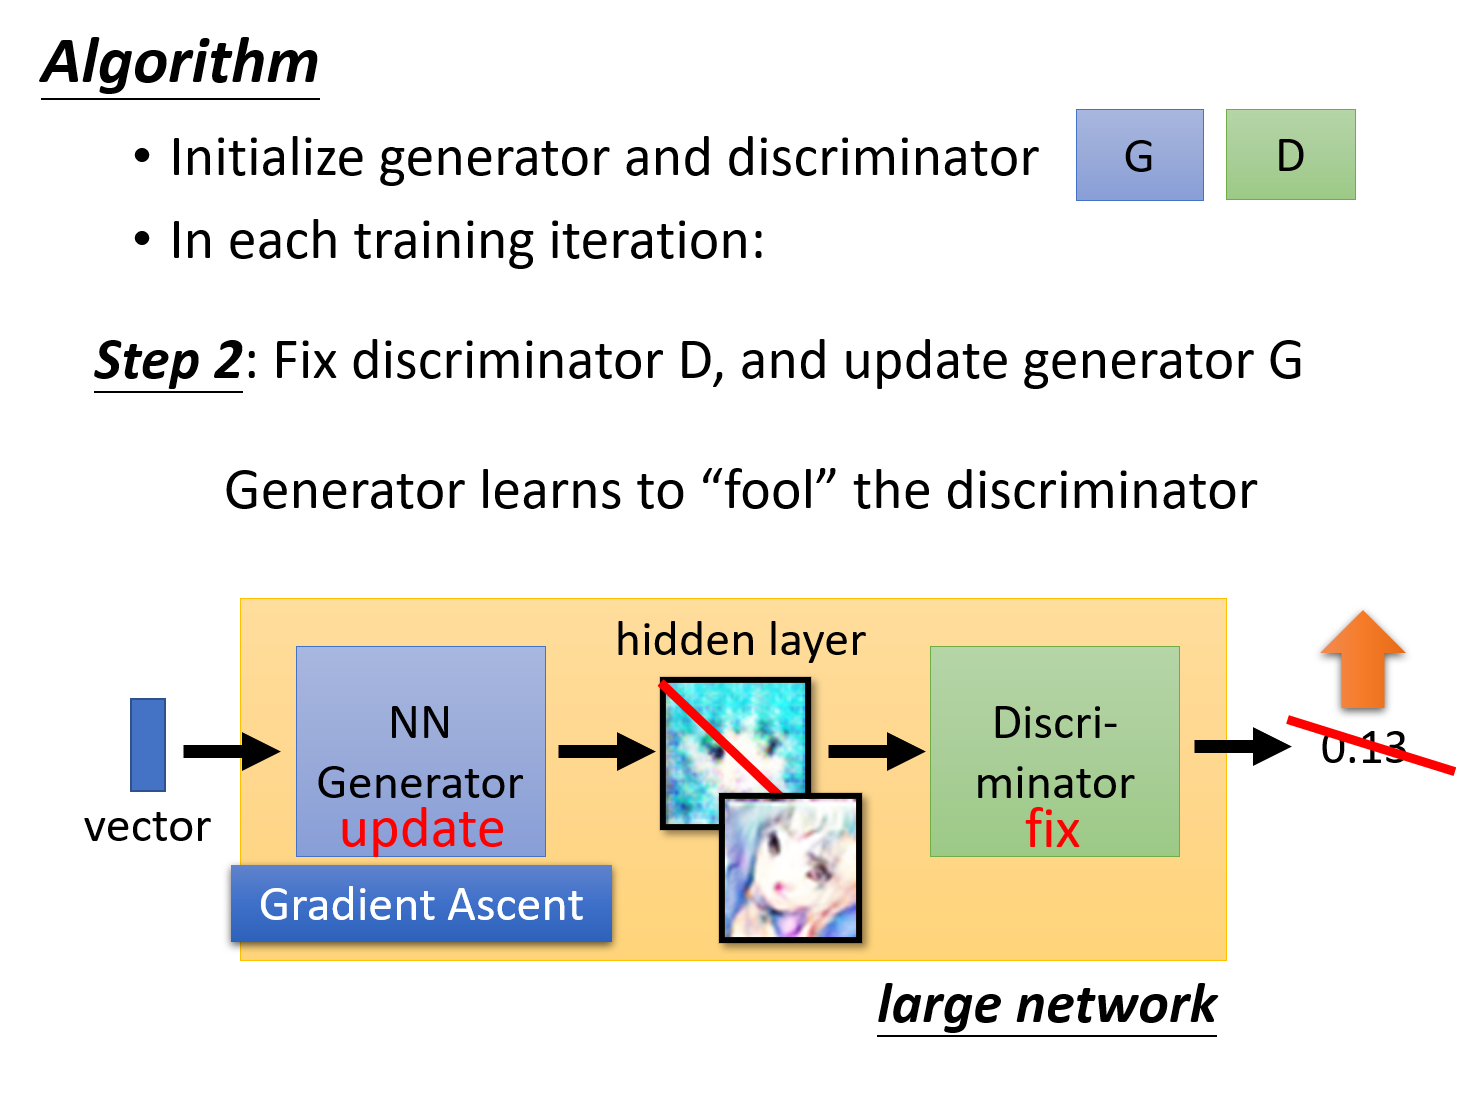 Algorithm
• Initialize generator and discriminator
G
D
• In each training iteration:
Step 2: Fix discriminator D, and update generator G
Generator learns to “fool” the discriminator
hidden layer
NN
Generator
update
Discri-
minator
fix
0.13
vector
Gradient Ascent
large network